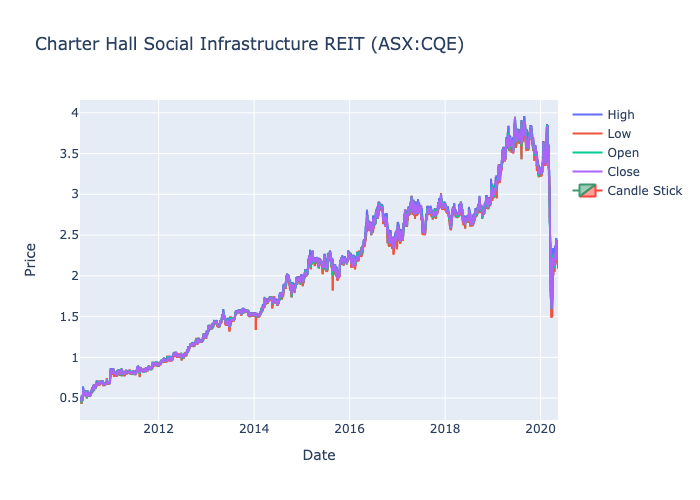 Charter Hall Social Infrastructure REIT (ASX:CQE)
4
3.5
3
2.5
2
1.5
1
0.5
Price
2012
2014
2016
2018
2020
Date
High
Low
Open
Close
Candle Stick